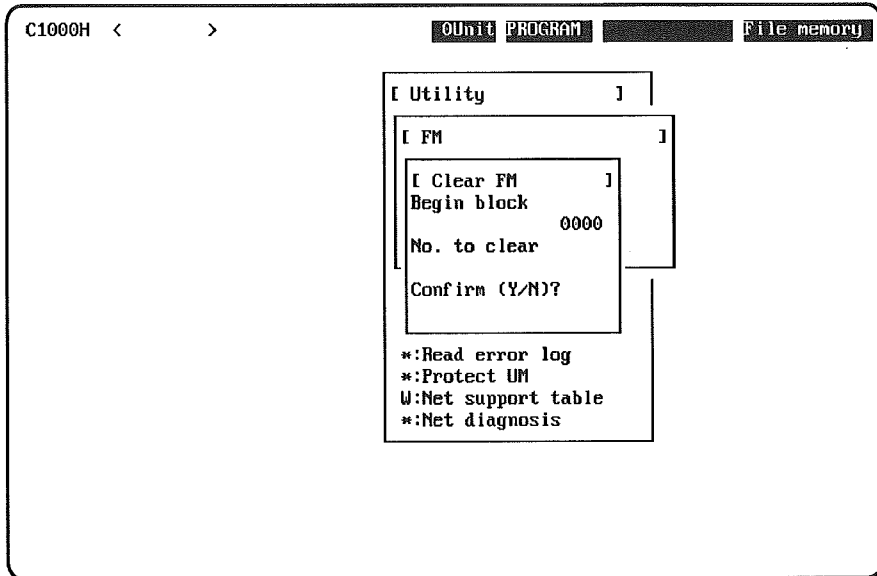 C1000H < > 0Unit PROGRAM File memory
[ Utility ]
[ FM ]
[ Clear FM ]
Begin block
0000
No. to clear
Confirm (Y/N)?
*:Read error log
*:Protect UM
W:Net support table
*:Net diagnosis